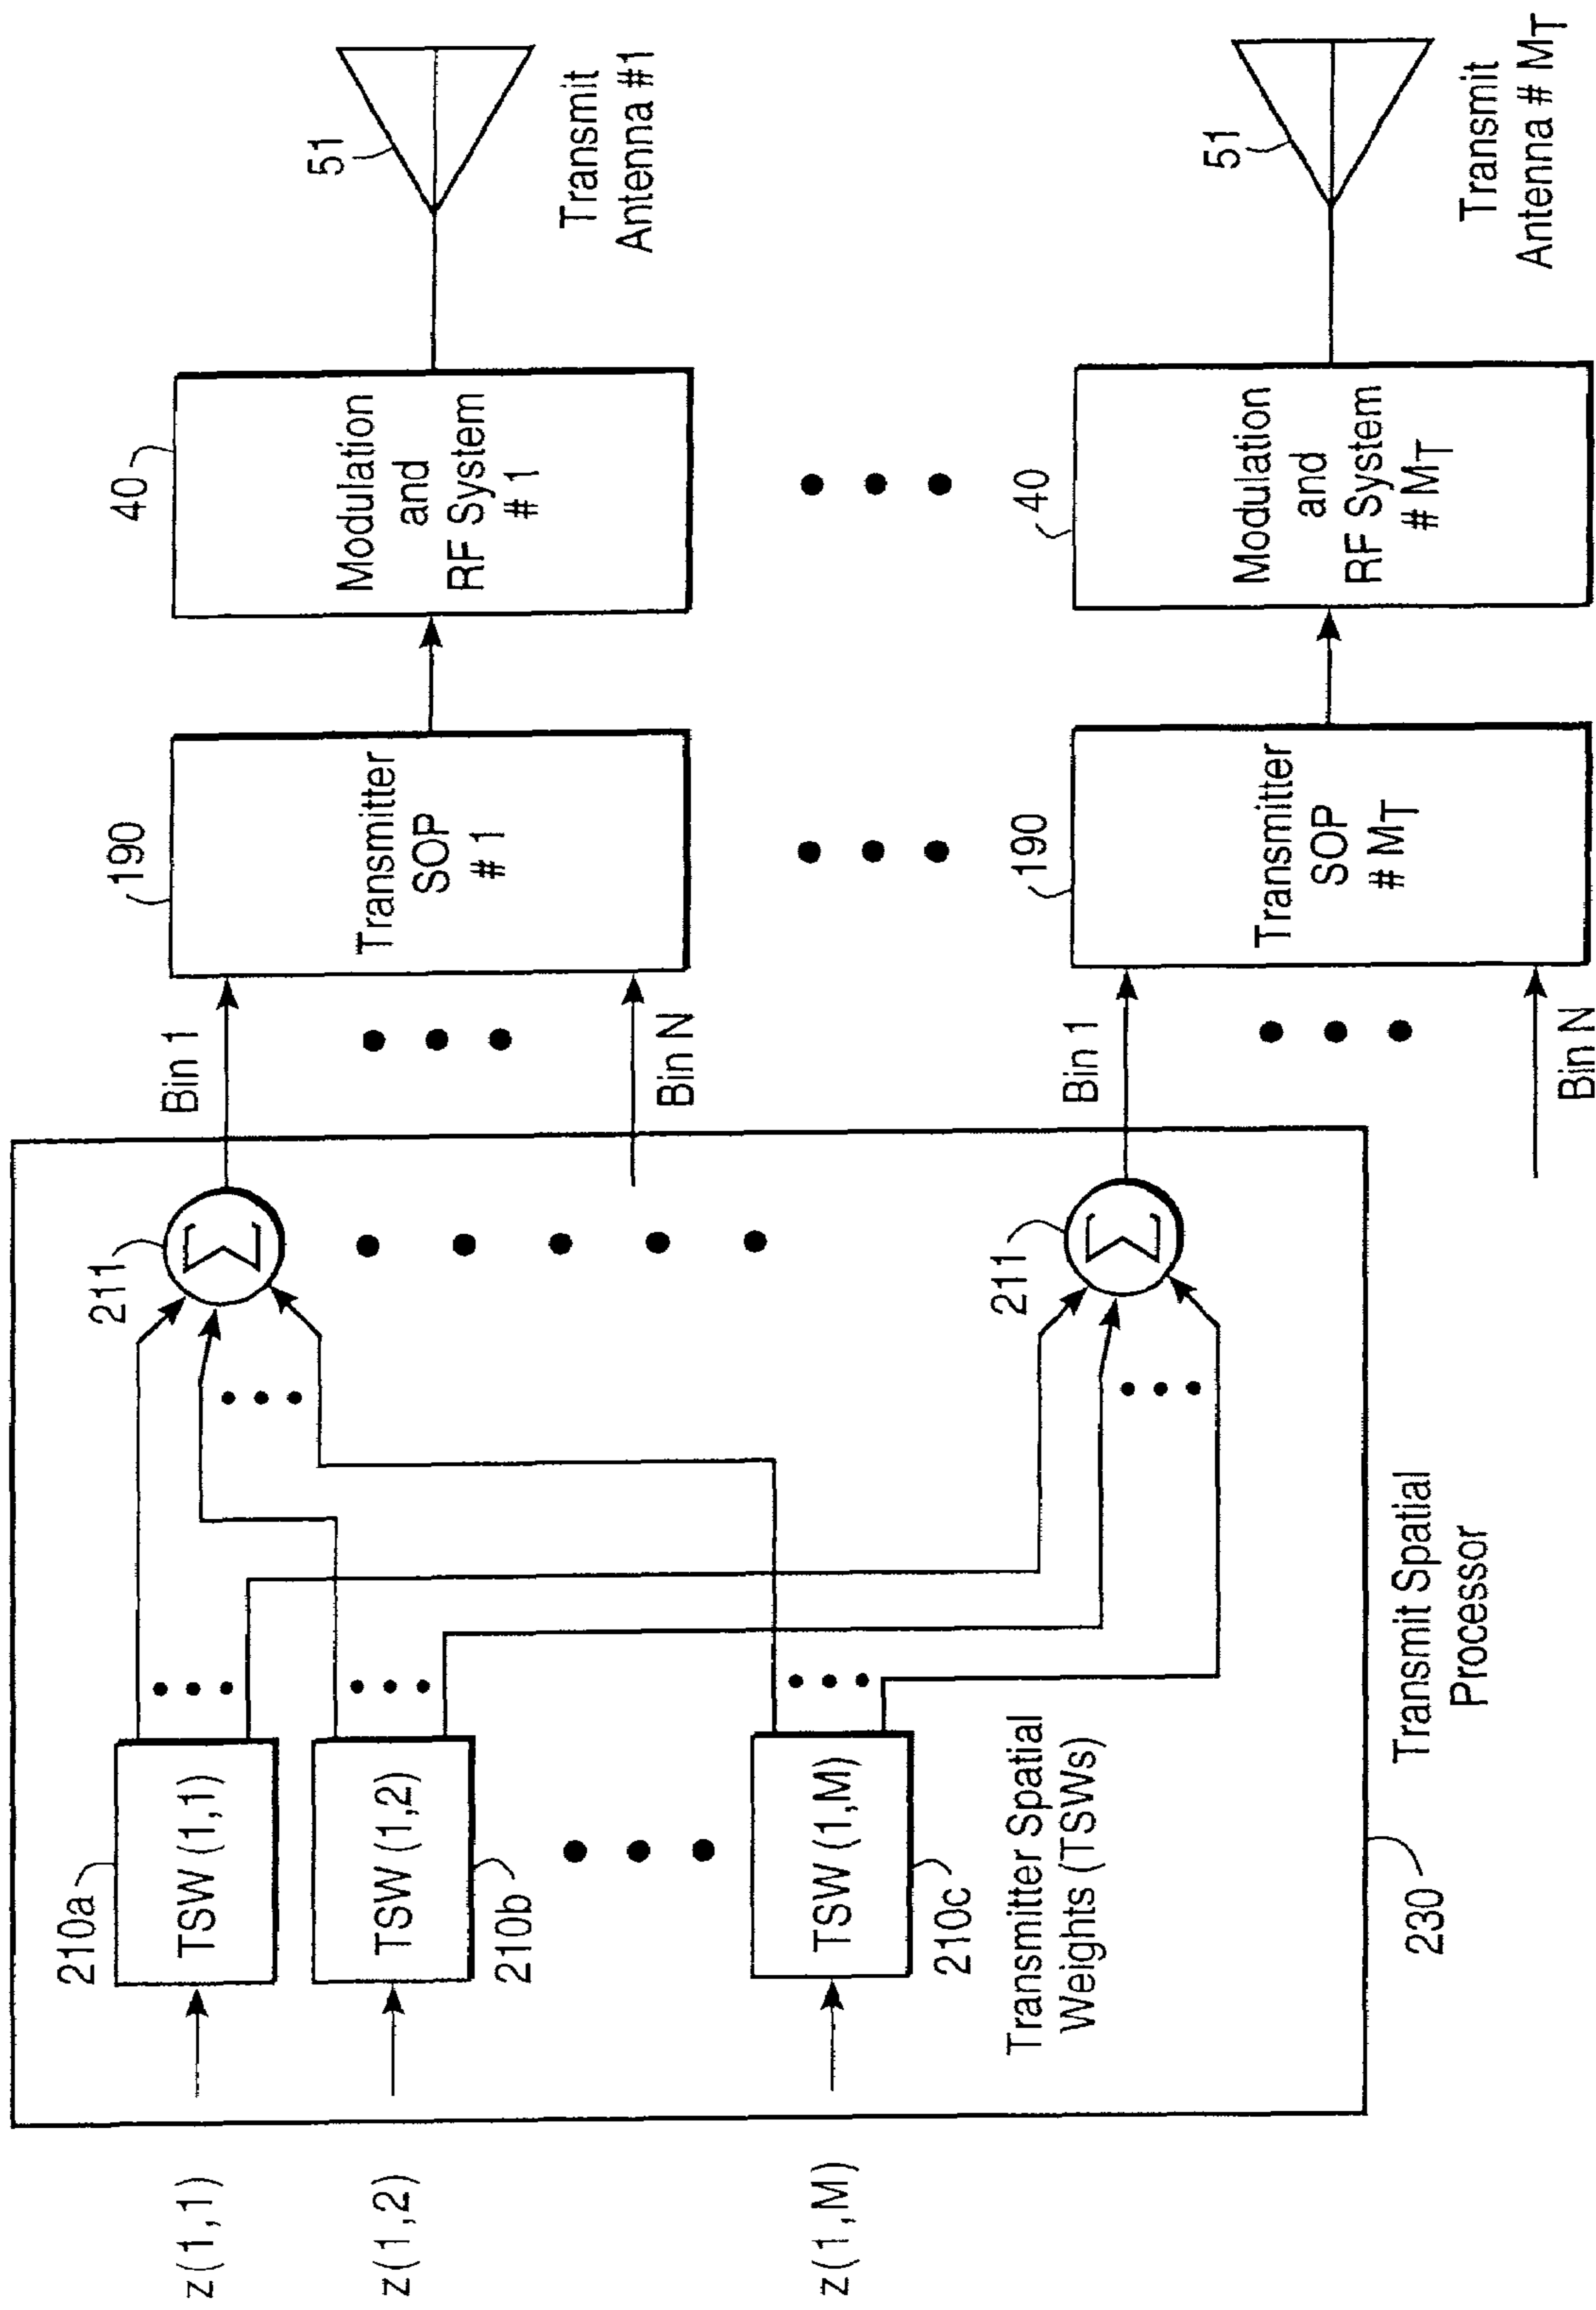 z(1,1)
z(1,2)
z(1,M)
210a
TSW (1,1)
TSW (1,2)
210b
TSW (1,M)
210c
Transmitter Spatial
Weights (TSWs)
230
Transmit Spatial
Processor
211
Σ
211
Σ
Bin 1
Bin N
Bin 1
Bin N
190
Transmitter
SOP
# 1
190
Transmitter
SOP
# MT
40
Modulation
and
RF System
# 1
40
Modulation
and
RF System
# MT
51
Transmit
Antenna #1
51
Transmit
Antenna # MT